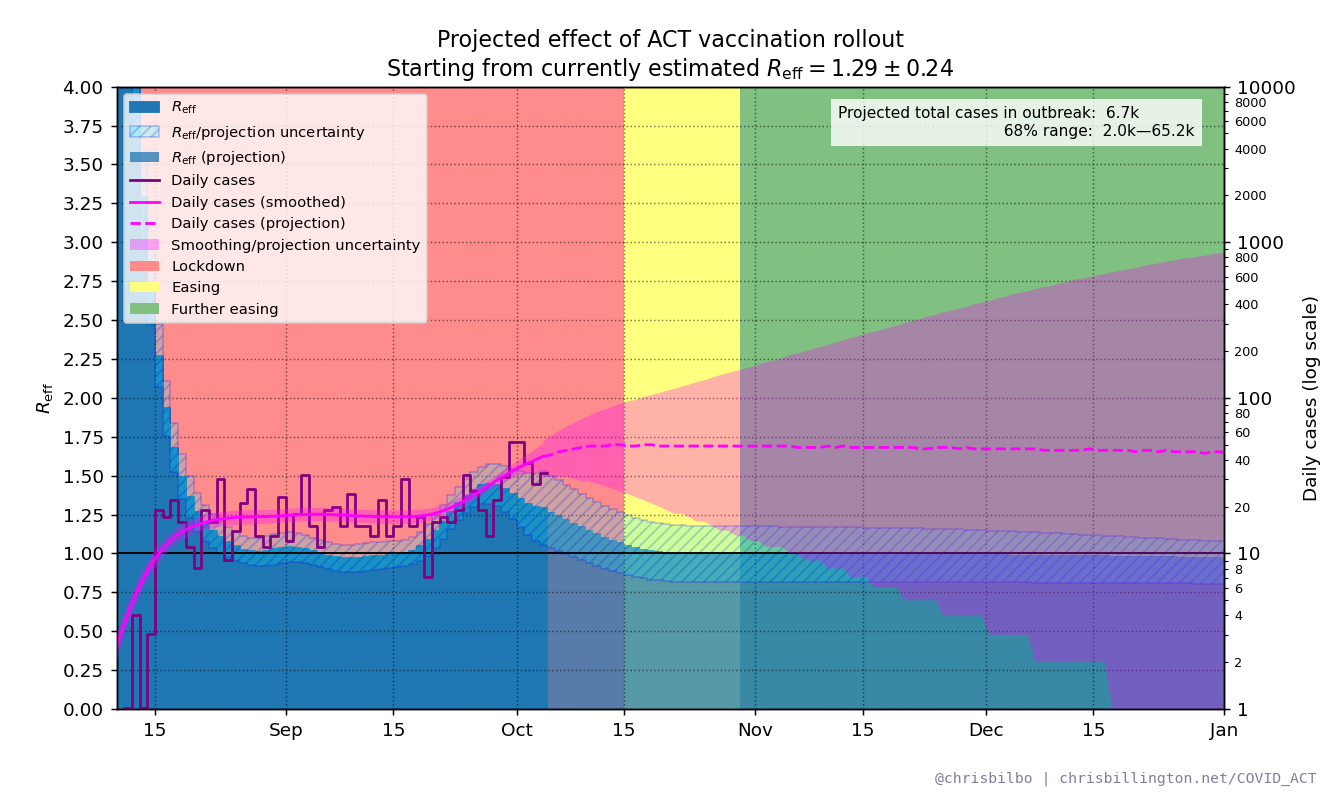 Projected effect of ACT vaccination rollout
Starting from currently estimated R_eff = 1.29 ± 0.24
R_eff
R_eff/projection uncertainty
R_eff (projection)
Daily cases
Daily cases (smoothed)
Daily cases (projection)
Smoothing/projection uncertainty
Lockdown
Easing
Further easing
Projected total cases in outbreak: 6.7k
68% range: 2.0k—65.2k
R_eff
4.00
3.75
3.50
3.25
3.00
2.75
2.50
2.25
2.00
1.75
1.50
1.25
1.00
0.75
0.50
0.25
0.00
15 Sep 15 Oct 15 Nov 15 Dec 15 Jan
10000
8000
6000
4000
2000
1000
800
600
400
200
100
80
60
40
20
10
8
6
4
2
1
Daily cases (log scale)
@chrisbilbo | chrisbillington.net/COVID_ACT